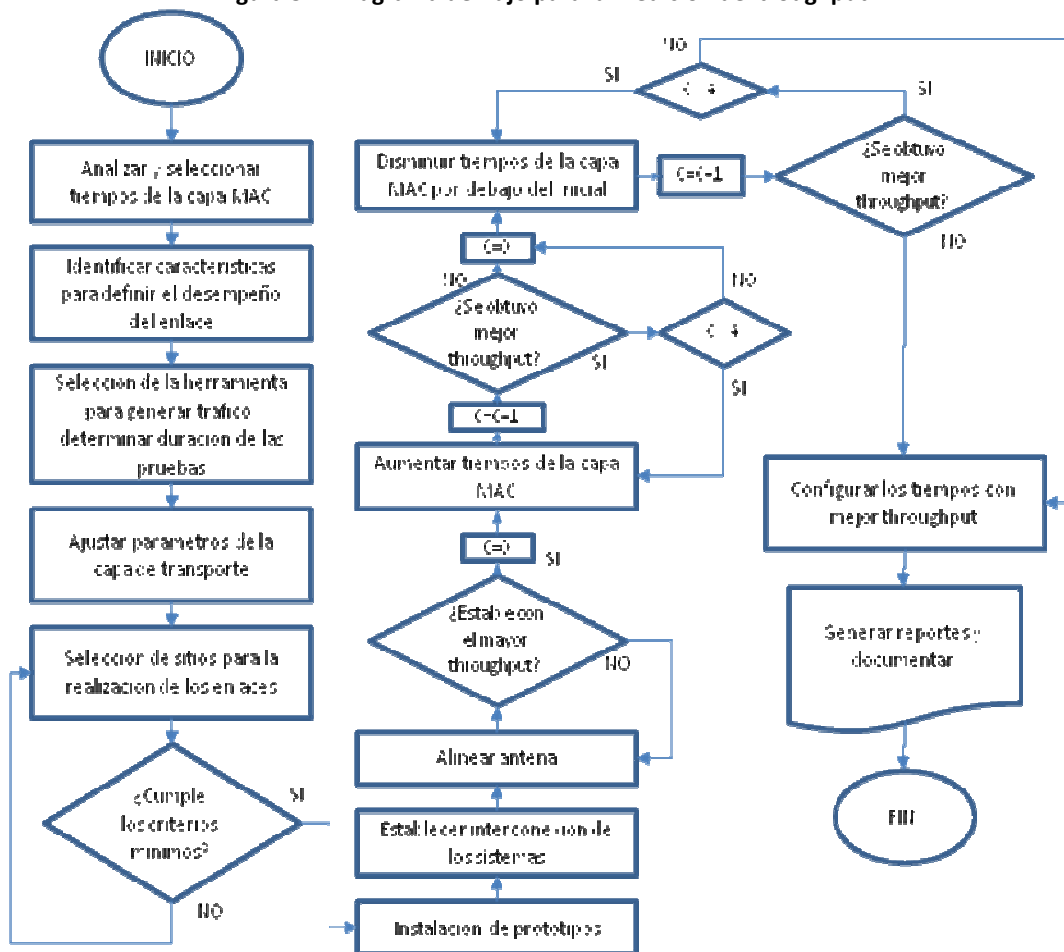 INICIO
Analizar y seleccionar
tiempos de la capa MAC
Identificar características
para definir el desempeño
del enlace
Selección de la herramienta
para generar tráfico
determinar duración de las
pruebas
Ajustar parámetros de la
capa de transporte
Selección de sitios para la
realización de los enlaces
¿Cumple
los criterios
mínimos?
SI
NO
Instalación de prototipos
Establecer interconexión de
los sistemas
Alinear antena
¿Estable con
el mayor
throughput?
NO
SI
C=0
Aumentar tiempos de la capa
MAC
C=C+1
¿Se obtuvo
mejor
throughput?
SI
NO
SI
NO
C=0
Disminuir tiempos de la capa
MAC por debajo del inicial
C=C+1
¿Se obtuvo
mejor
throughput?
SI
NO
SI
NO
Configurar los tiempos con
mejor throughput
Generar reportes y
documentar
FIN